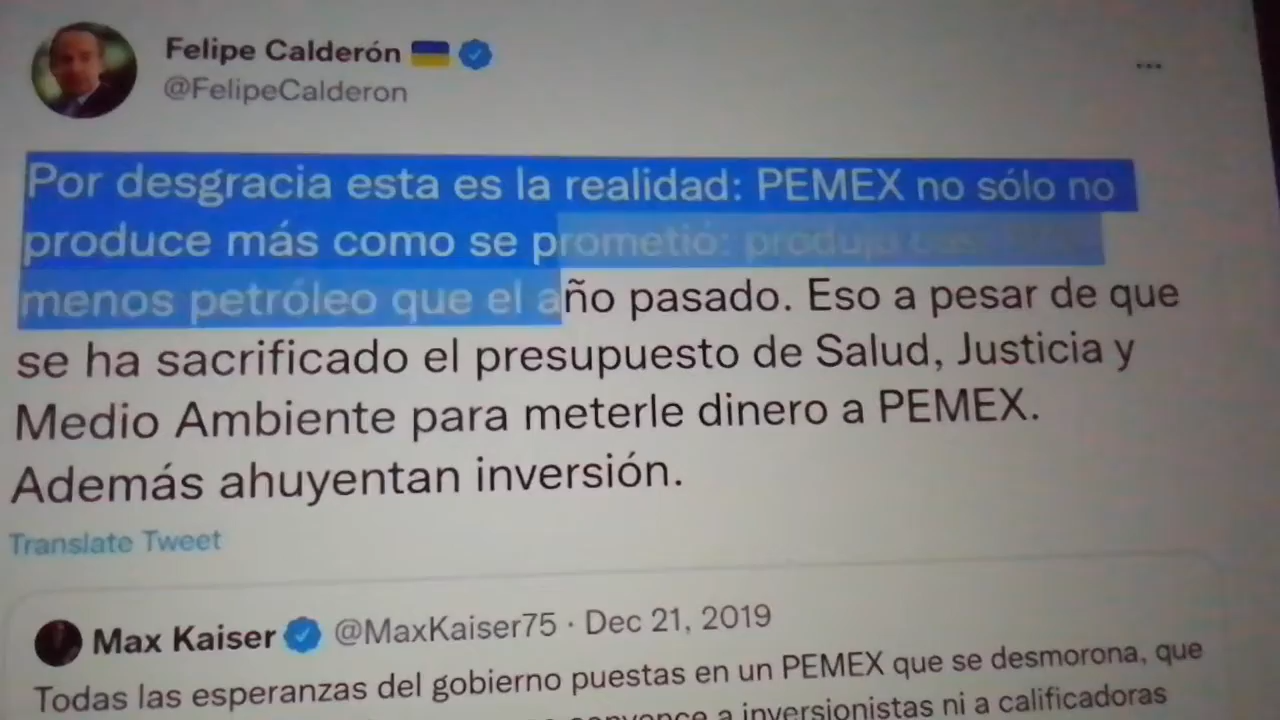 Felipe Calderón
@FelipeCalderon
Por desgracia esta es la realidad: PEMEX no sólo no
produce más como se prometió: produjo
menos petróleo que el año pasado. Eso a pesar de que
se ha sacrificado el presupuesto de Salud, Justicia y
Medio Ambiente para meterle dinero a PEMEX.
Además ahuyentan inversión.
Translate Tweet
Max Kaiser @MaxKaiser75 · Dec 21, 2019
Todas las esperanzas del gobierno puestas en un PEMEX que se desmorona, que
a inversionistas ni a calificadoras